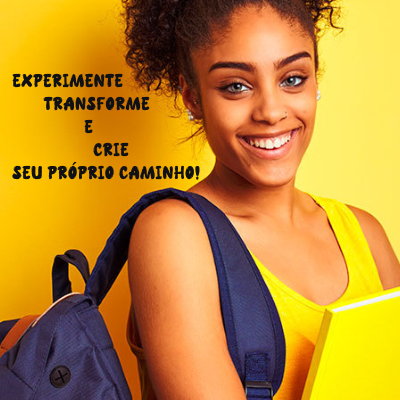 EXPERIMENTE
TRANSFORME
E
CRIE
SEU PRÓPRIO CAMINHO!